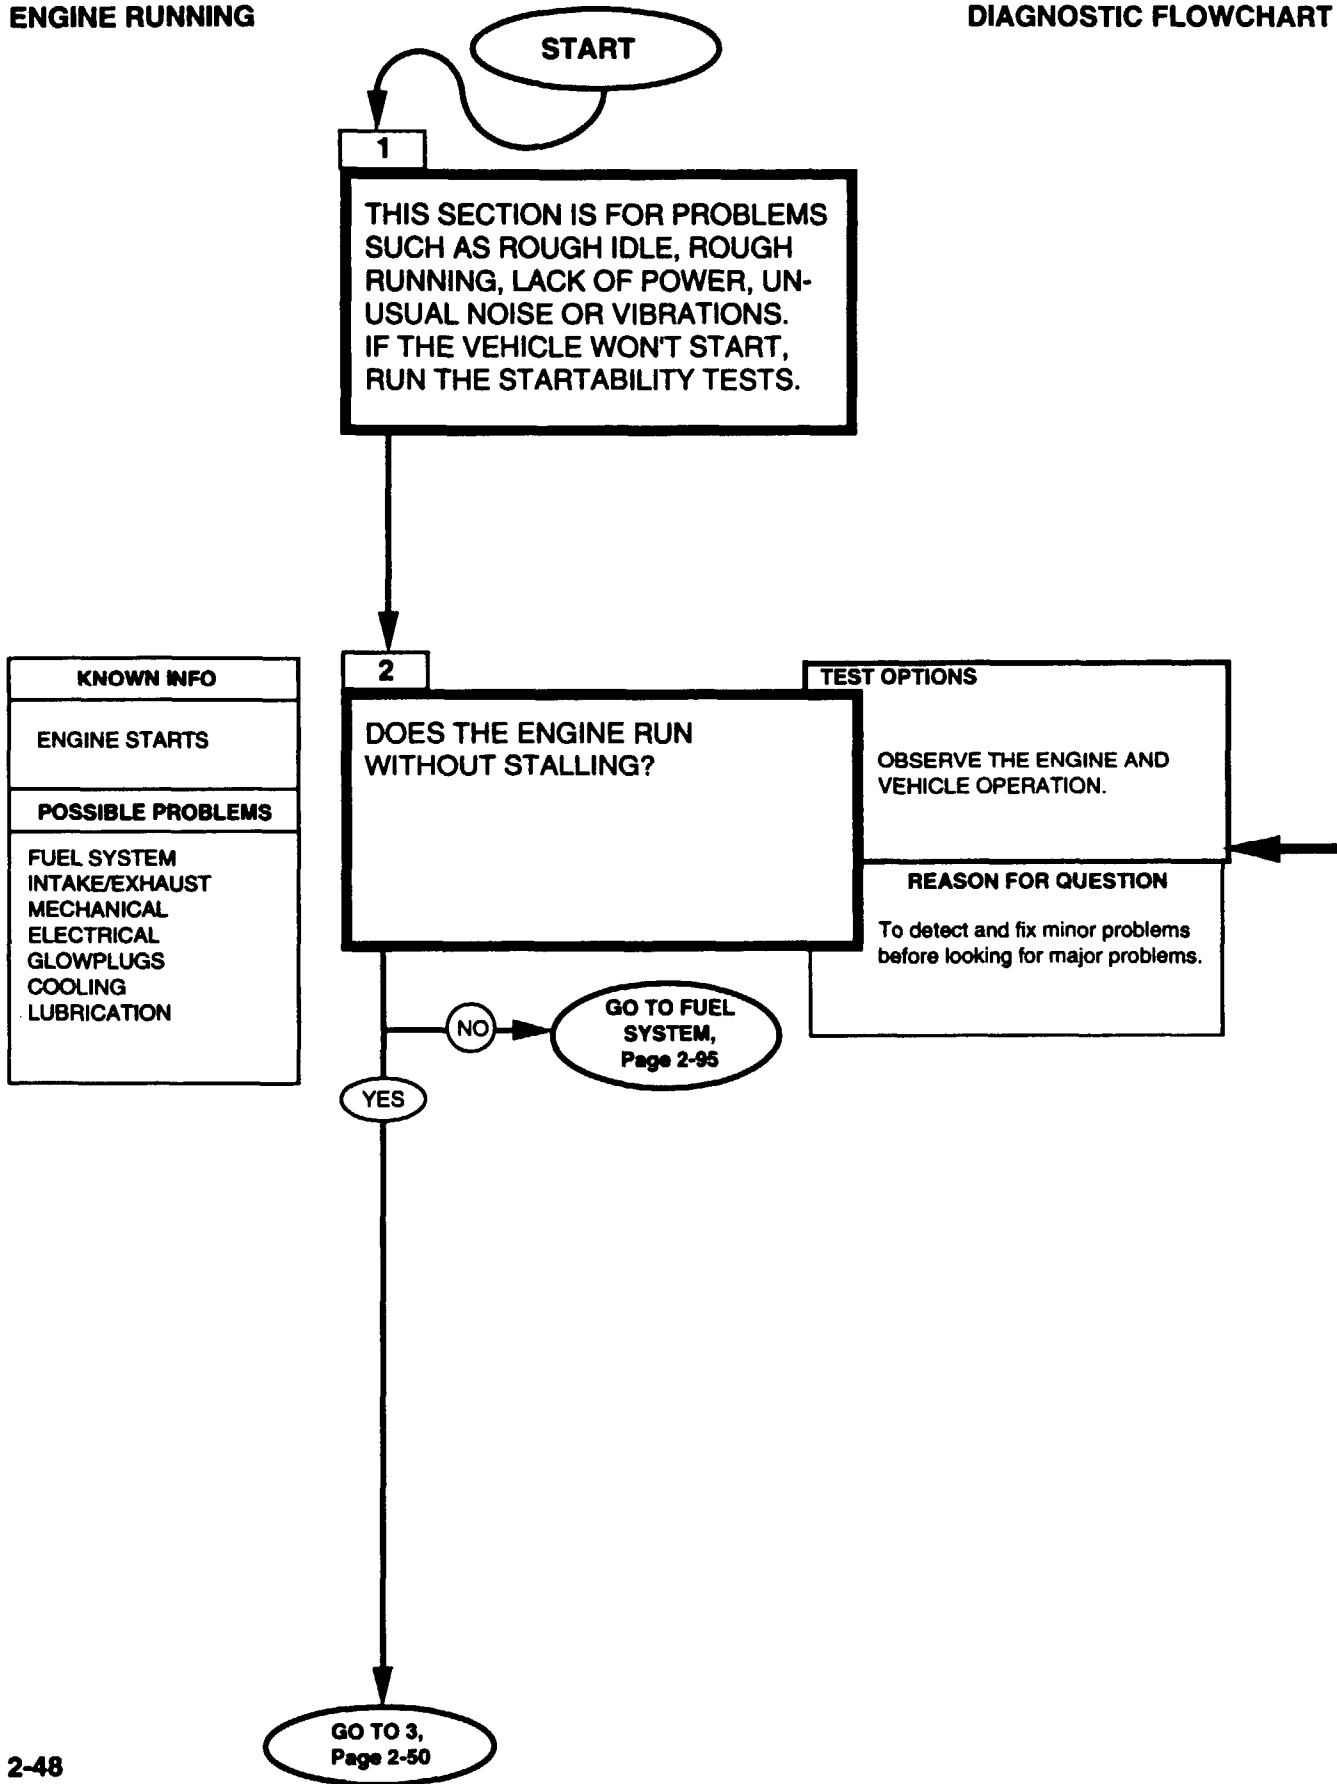 ENGINE RUNNING
DIAGNOSTIC FLOWCHART
START
1
THIS SECTION IS FOR PROBLEMS
SUCH AS ROUGH IDLE, ROUGH
RUNNING, LACK OF POWER, UN-
USUAL NOISE OR VIBRATIONS.
IF THE VEHICLE WON'T START,
RUN THE STARTABILITY TESTS.
KNOWN INFO
ENGINE STARTS
POSSIBLE PROBLEMS
FUEL SYSTEM
INTAKE/EXHAUST
MECHANICAL
ELECTRICAL
GLOWPLUGS
COOLING
LUBRICATION
2
DOES THE ENGINE RUN
WITHOUT STALLING?
TEST OPTIONS
OBSERVE THE ENGINE AND
VEHICLE OPERATION.
REASON FOR QUESTION
To detect and fix minor problems
before looking for major problems.
NO
GO TO FUEL
SYSTEM,
Page 2-95
YES
GO TO 3,
Page 2-50
2-48